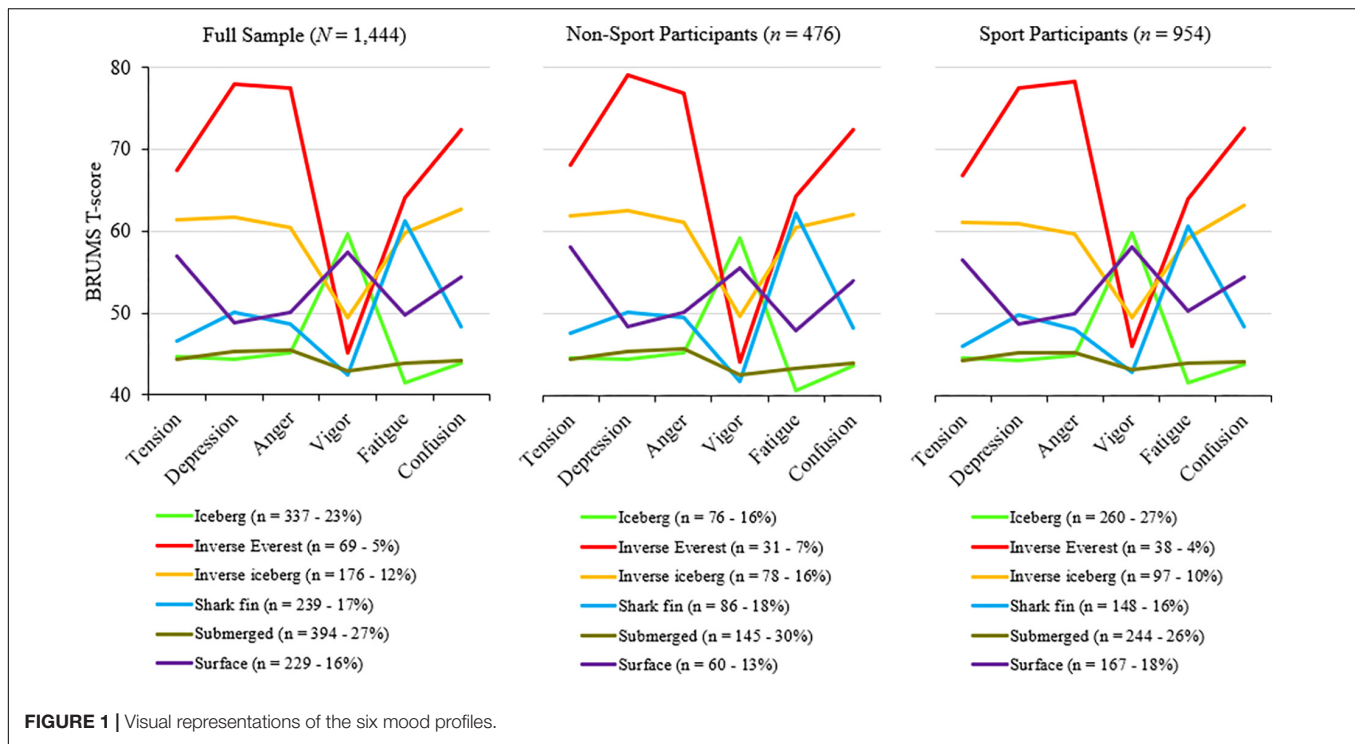 Full Sample (N = 1,444)
Non-Sport Participants (n = 476)
Sport Participants (n = 954)
BRUMS T-score
80
70
60
50
40
Tension
Depression
Anger
Vigor
Fatigue
Confusion
Tension
Depression
Anger
Vigor
Fatigue
Confusion
Tension
Depression
Anger
Vigor
Fatigue
Confusion
Iceberg (n = 337 - 23%)
Inverse Everest (n = 69 - 5%)
Inverse iceberg (n = 176 - 12%)
Shark fin (n = 239 - 17%)
Submerged (n = 394 - 27%)
Surface (n = 229 - 16%)
Iceberg (n = 76 - 16%)
Inverse Everest (n = 31 - 7%)
Inverse iceberg (n = 78 - 16%)
Shark fin (n = 86 - 18%)
Submerged (n = 145 - 30%)
Surface (n = 60 - 13%)
Iceberg (n = 260 - 27%)
Inverse Everest (n = 38 - 4%)
Inverse iceberg (n = 97 - 10%)
Shark fin (n = 148 - 16%)
Submerged (n = 244 - 26%)
Surface (n = 167 - 18%)
FIGURE 1 | Visual representations of the six mood profiles.